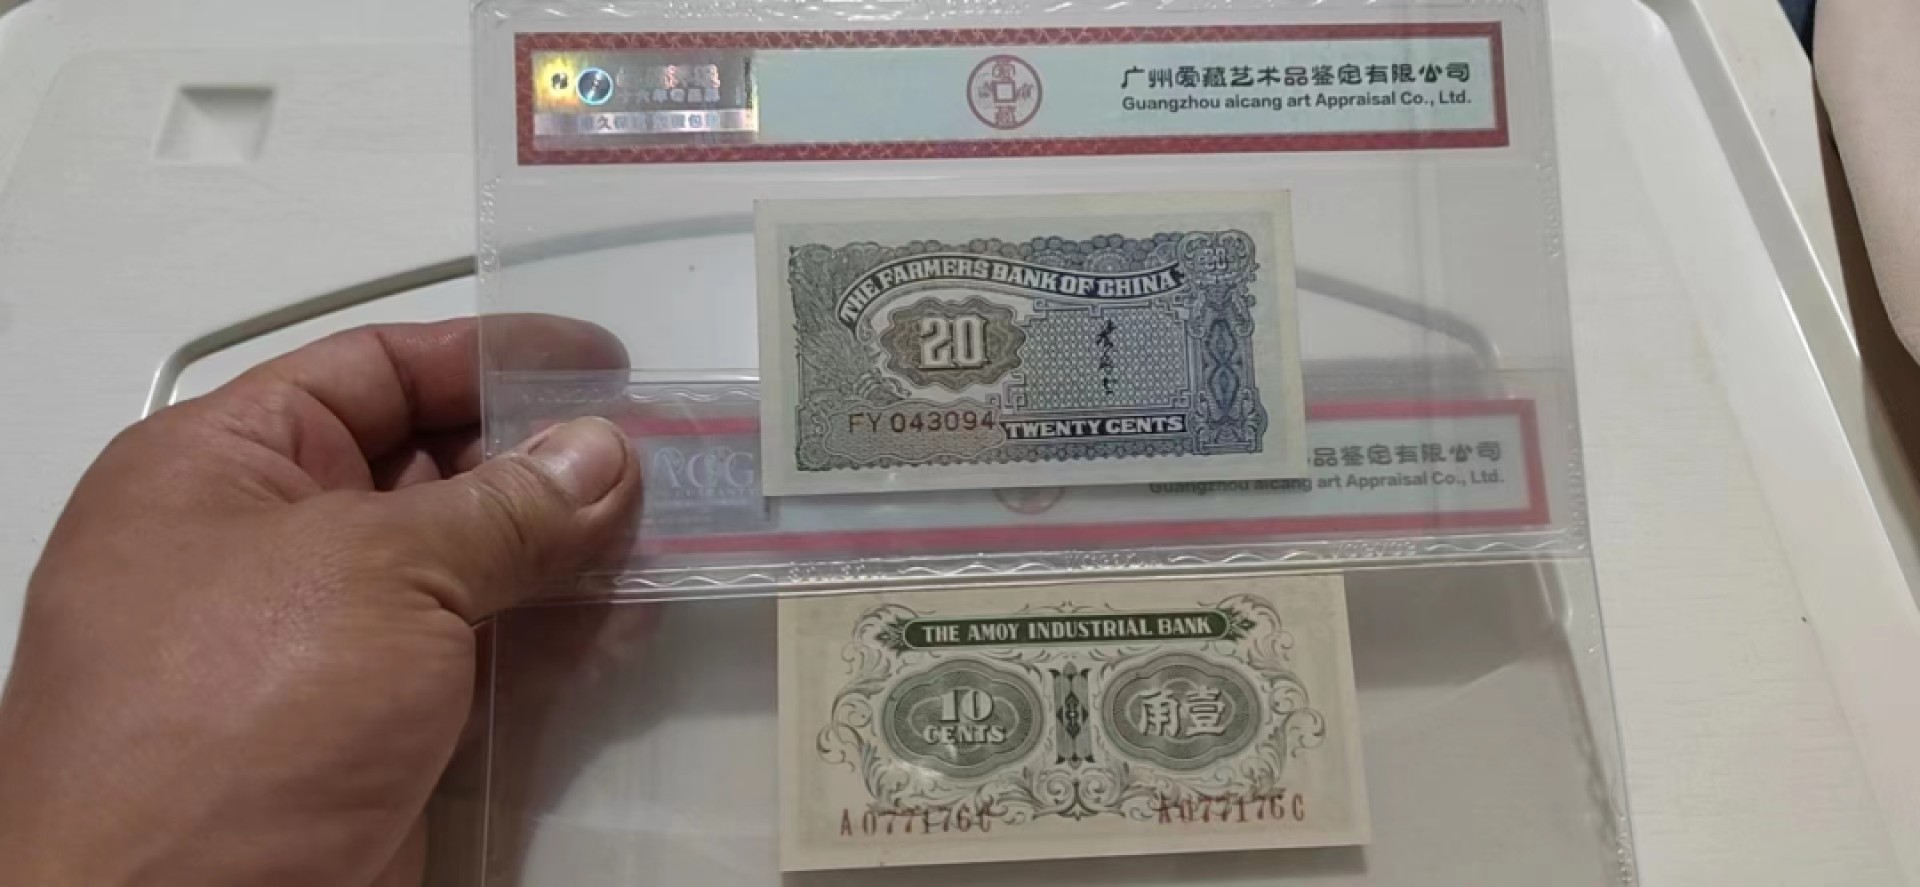 广州爱藏艺术品鉴定有限公司
Guangzhou aicang art Appraisal Co., Ltd.
THE FARMERS BANK OF CHINA
20
20
FY 043094
TWENTY CENTS
ACG
品鉴定有限公司
Guangzhou aicang art Appraisal Co., Ltd.
THE AMOY INDUSTRIAL BANK
10
CENTS
角壹
A 077176 C
A 077176 C